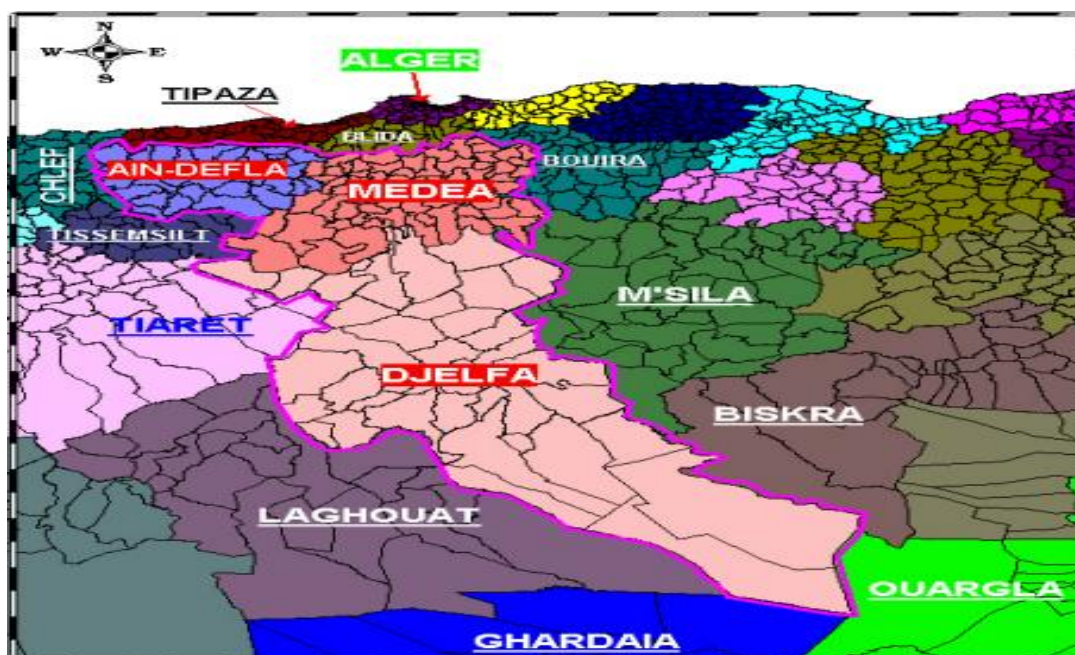 N
W E
S
ALGER
TIPAZA
BLIDA
CHLEF
AIN-DEFLA
BOUIRA
MEDEA
TISSEMSILT
M'SILA
TIARET
DJELFA
BISKRA
LAGHOUAT
OUARGLA
GHARDAIA